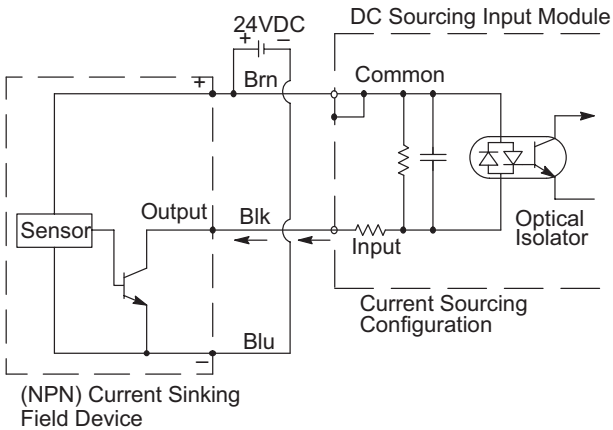 DC Sourcing Input Module
24VDC
+ −
+
Brn
Common
Output
Blk
Sensor
Input
Optical
Isolator
Current Sourcing
Configuration
Blu
−
(NPN) Current Sinking
Field Device